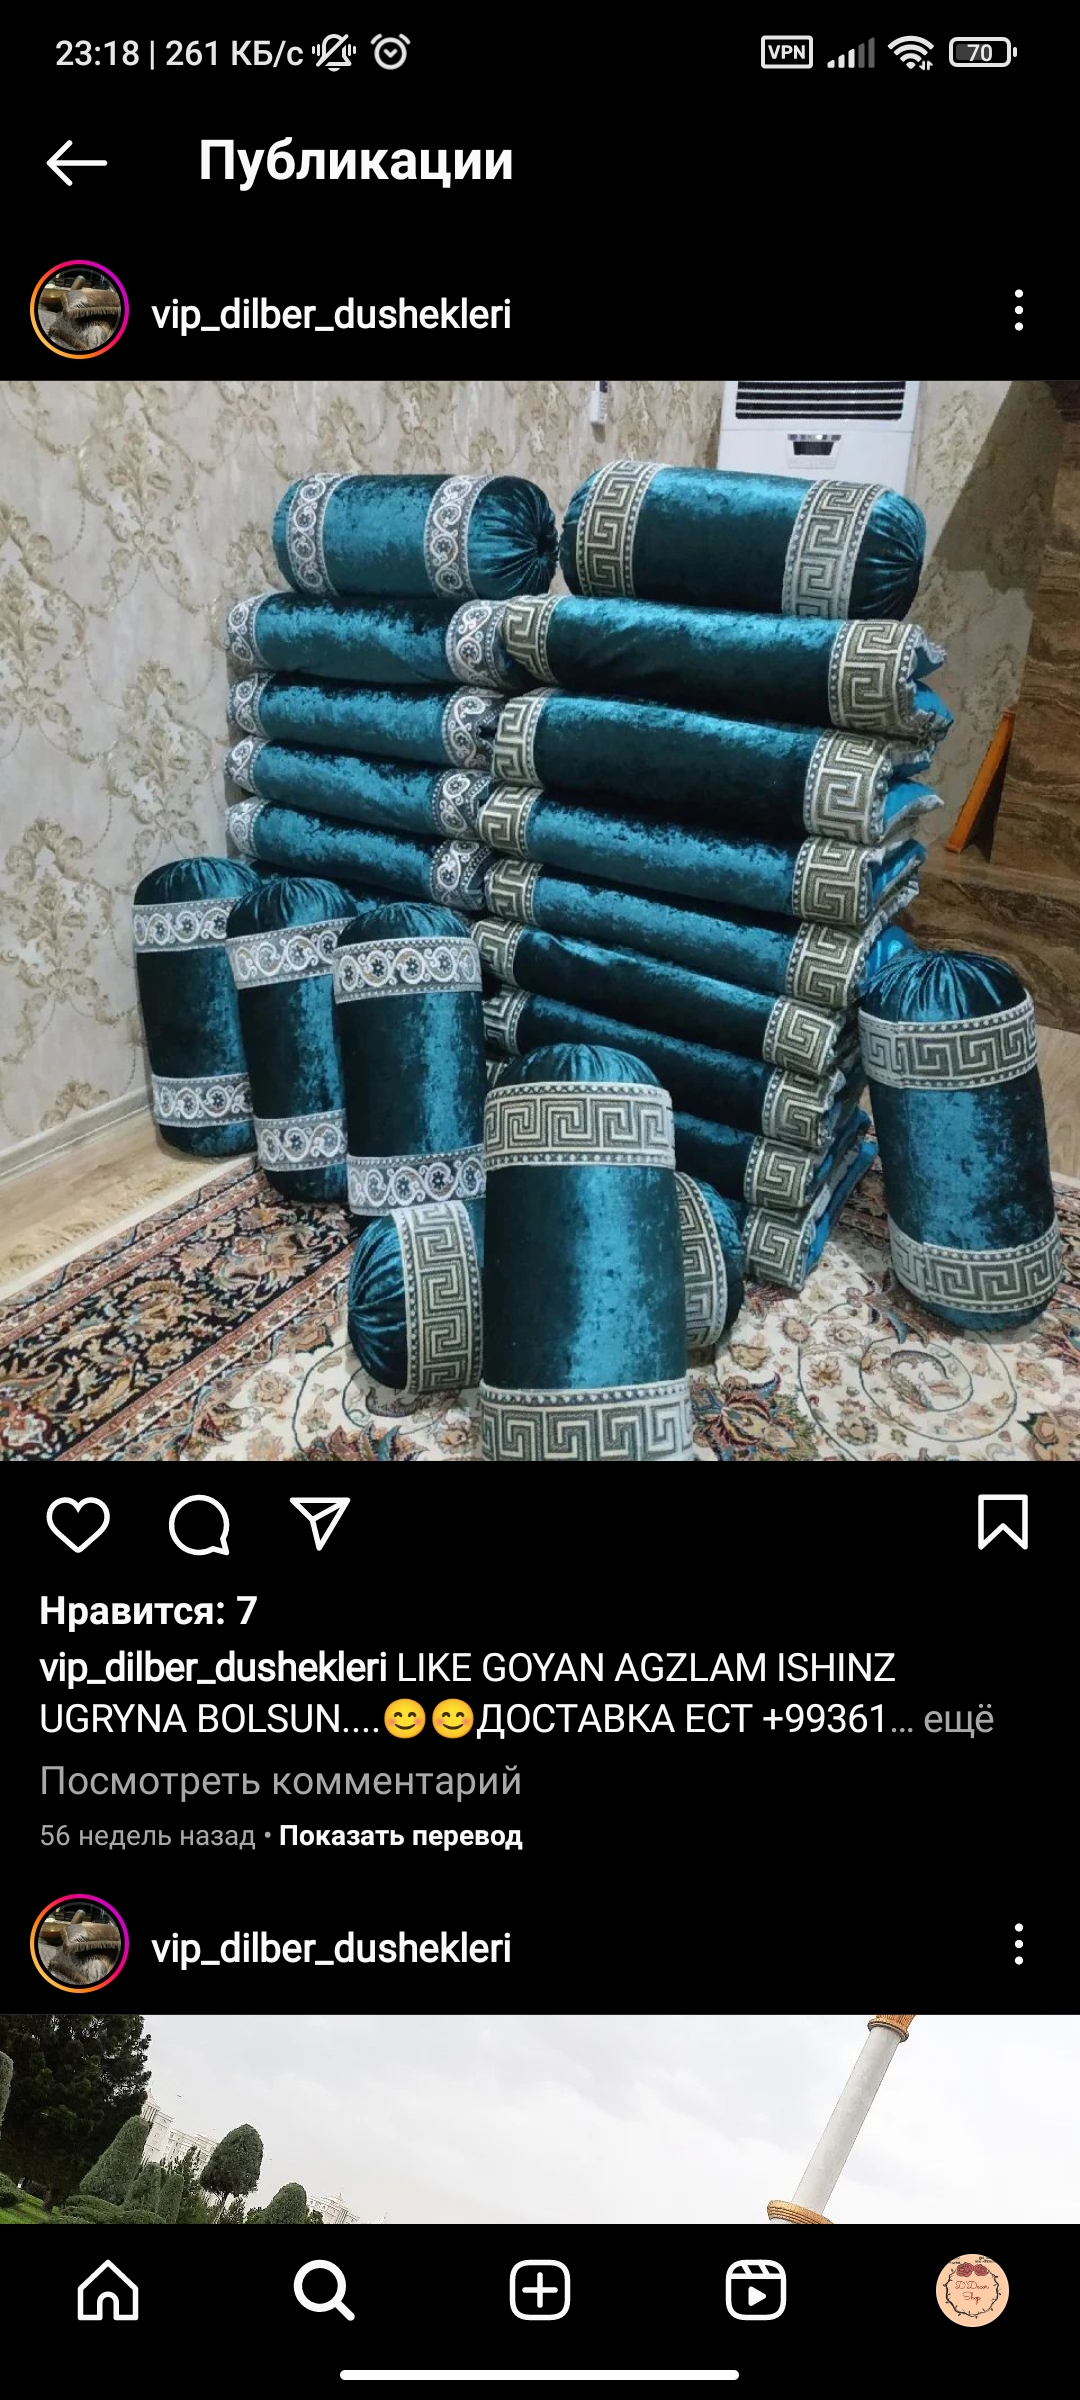 23:18 | 261 КБ/с
VPN
70
Публикации
vip_dilber_dushekleri
Нравится: 7
vip_dilber_dushekleri LIKE GOYAN AGZLAM ISHINZ
UGRYNA BOLSUN....😊😊ДОСТАВКА ЕСТ +99361... ещё
Посмотреть комментарий
56 недель назад • Показать перевод
vip_dilber_dushekleri
Shop